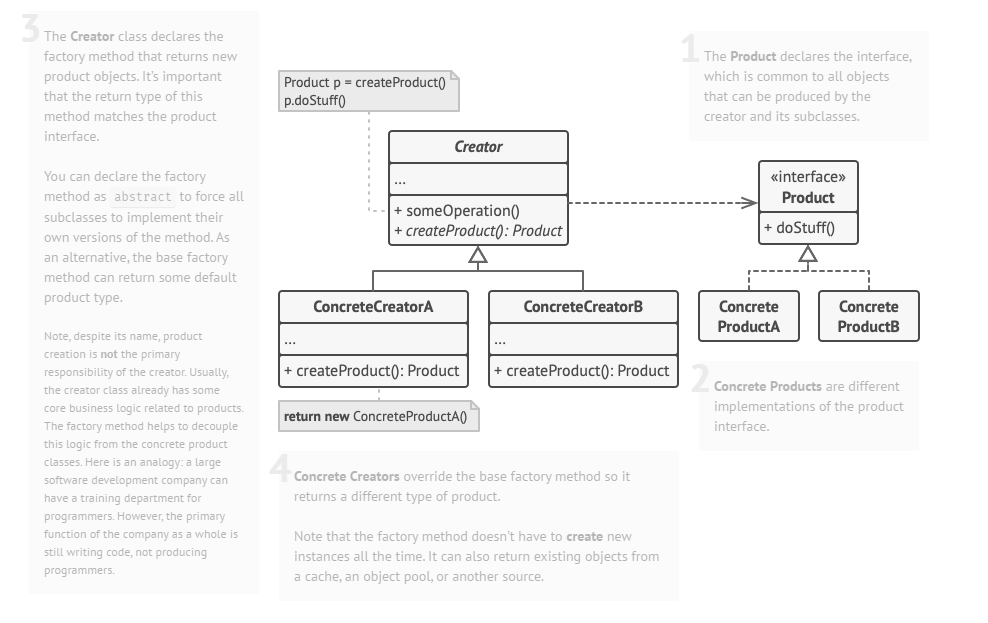 3
The Creator class declares the
factory method that returns new
product objects. It's important
that the return type of this
method matches the product
interface.
You can declare the factory
method as abstract to force all
subclasses to implement their
own versions of the method. As
an alternative, the base factory
method can return some default
product type.
Note, despite its name, product
creation is not the primary
responsibility of the creator. Usually,
the creator class already has some
core business logic related to products.
The factory method helps to decouple
this logic from the concrete product
classes. Here is an analogy: a large
software development company can
have a training department for
programmers. However, the primary
function of the company as a whole is
still writing code, not producing
programmers.
Product p = createProduct()
p.doStuff()
Creator
...
+ someOperation()
+ createProduct(): Product
ConcreteCreatorA
...
+ createProduct(): Product
ConcreteCreatorB
...
+ createProduct(): Product
return new ConcreteProductA()
1
The Product declares the interface,
which is common to all objects
that can be produced by the
creator and its subclasses.
«interface»
Product
+ doStuff()
Concrete
ProductA
Concrete
ProductB
2
Concrete Products are different
implementations of the product
interface.
4
Concrete Creators override the base factory method so it
returns a different type of product.
Note that the factory method doesn't have to create new
instances all the time. It can also return existing objects from
a cache, an object pool, or another source.